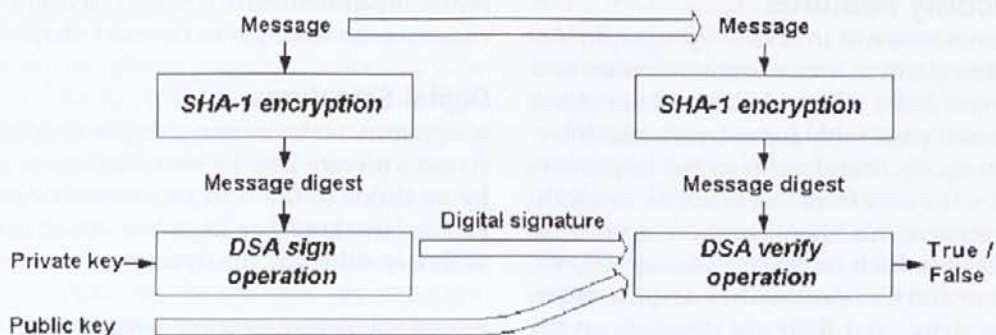 Message
Message
SHA-1 encryption
SHA-1 encryption
Message digest
Message digest
Digital signature
Private key
DSA sign
operation
DSA verify
operation
True /
False
Public key